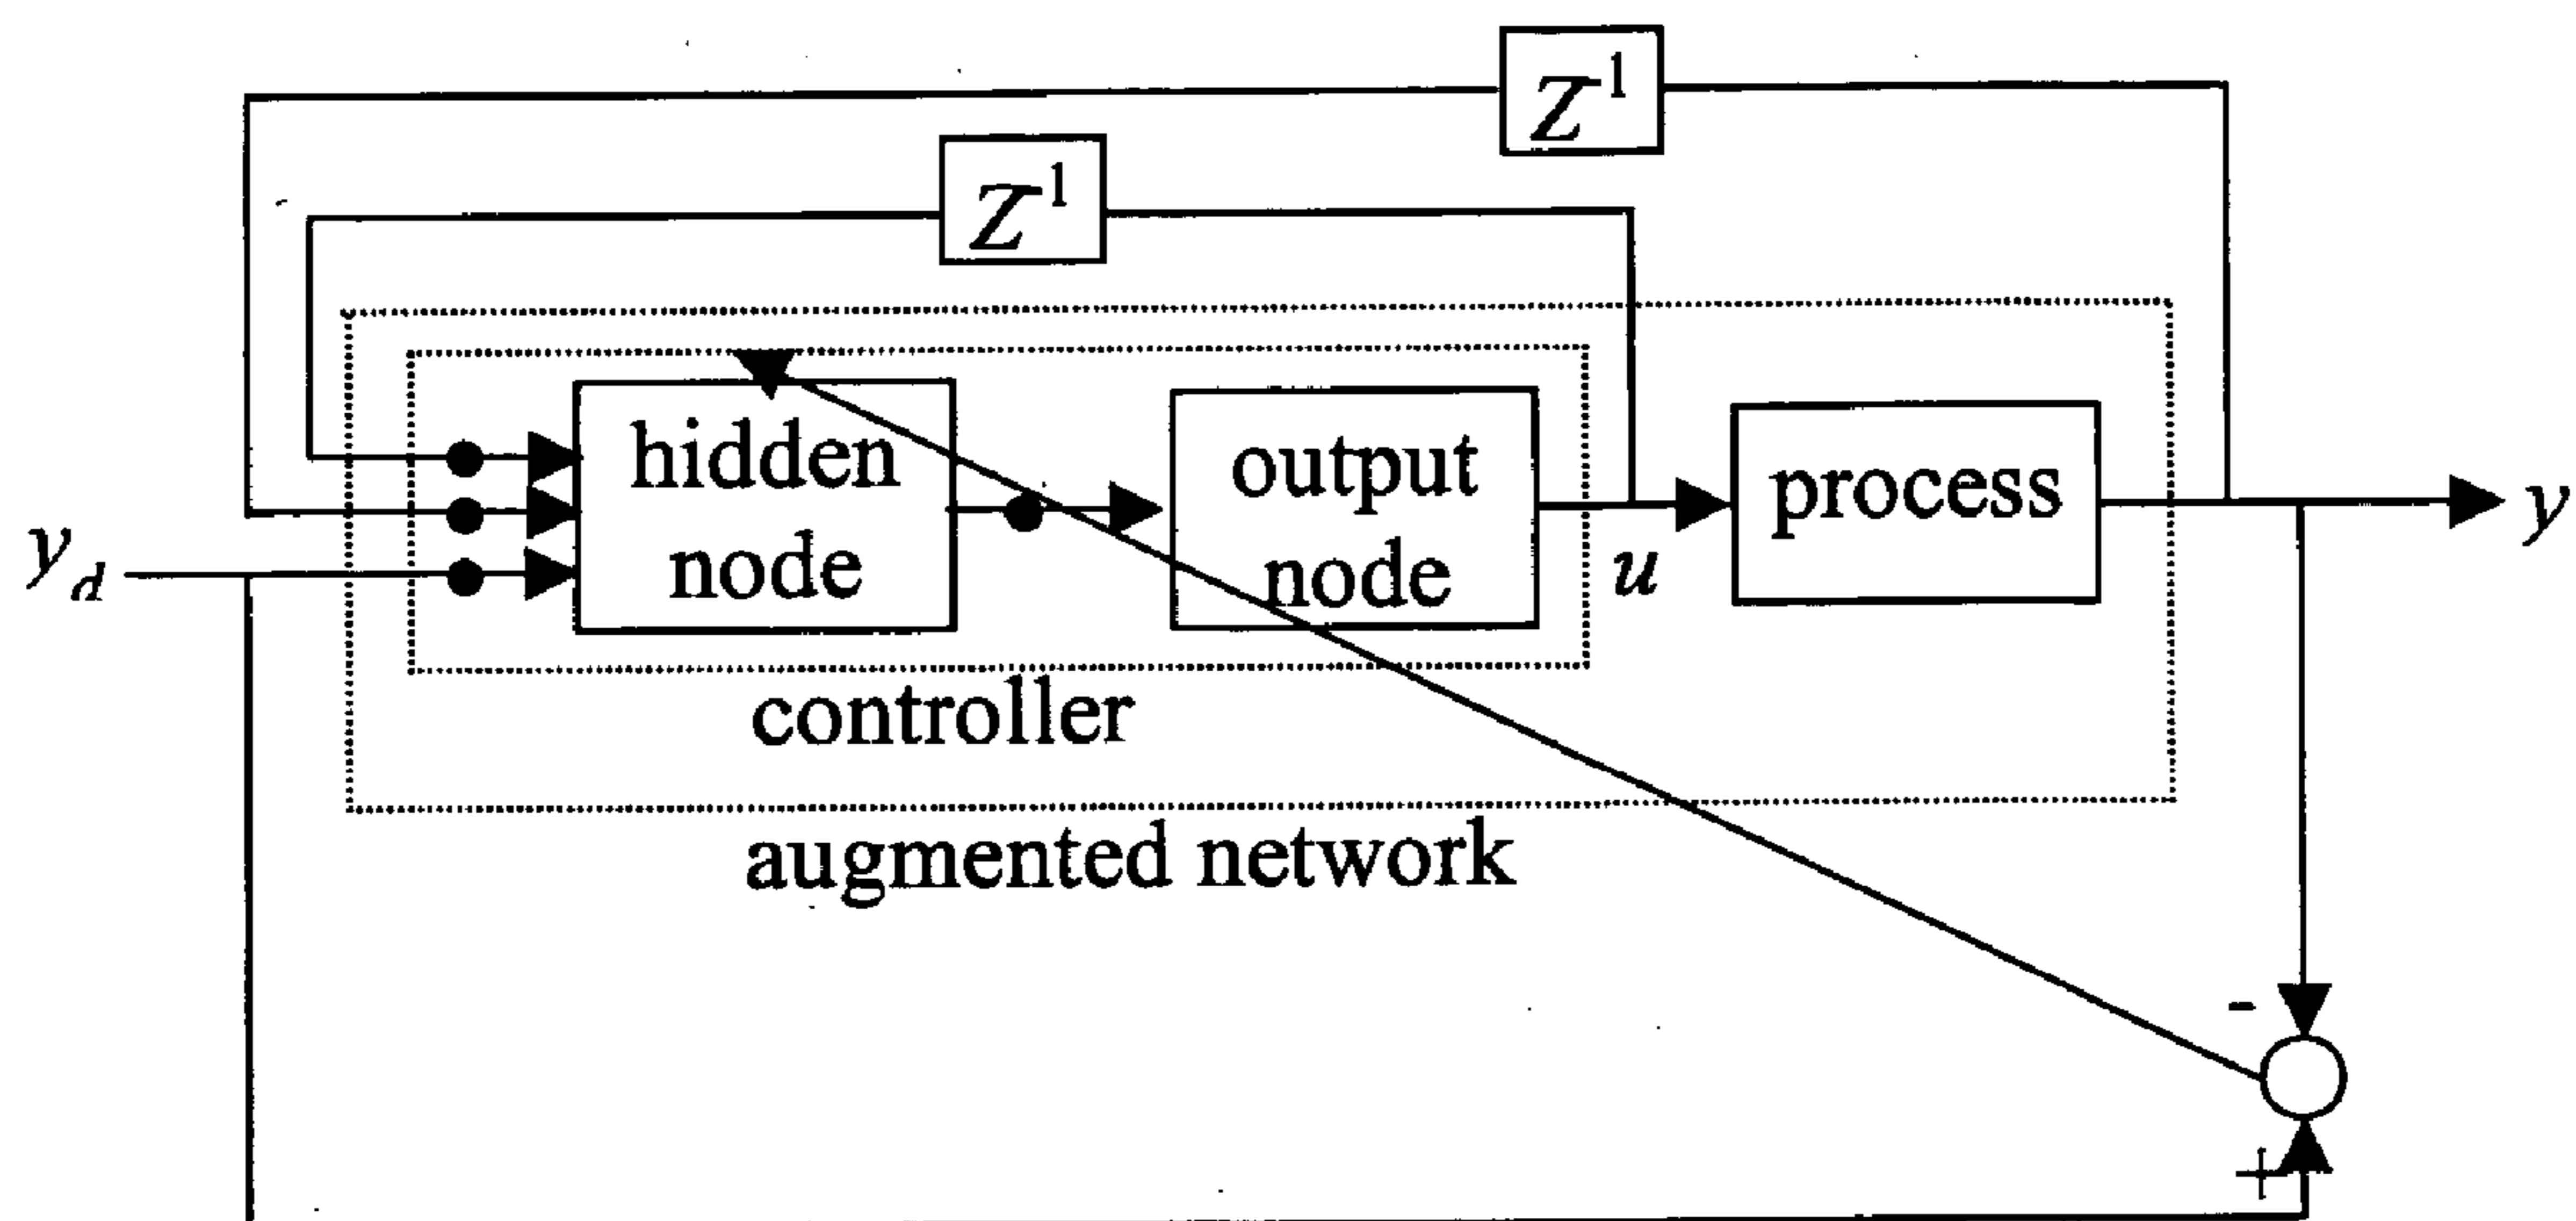 Z⁻¹
Z⁻¹
hidden
node
output
node
process
y_d
u
y
controller
augmented network
-
+